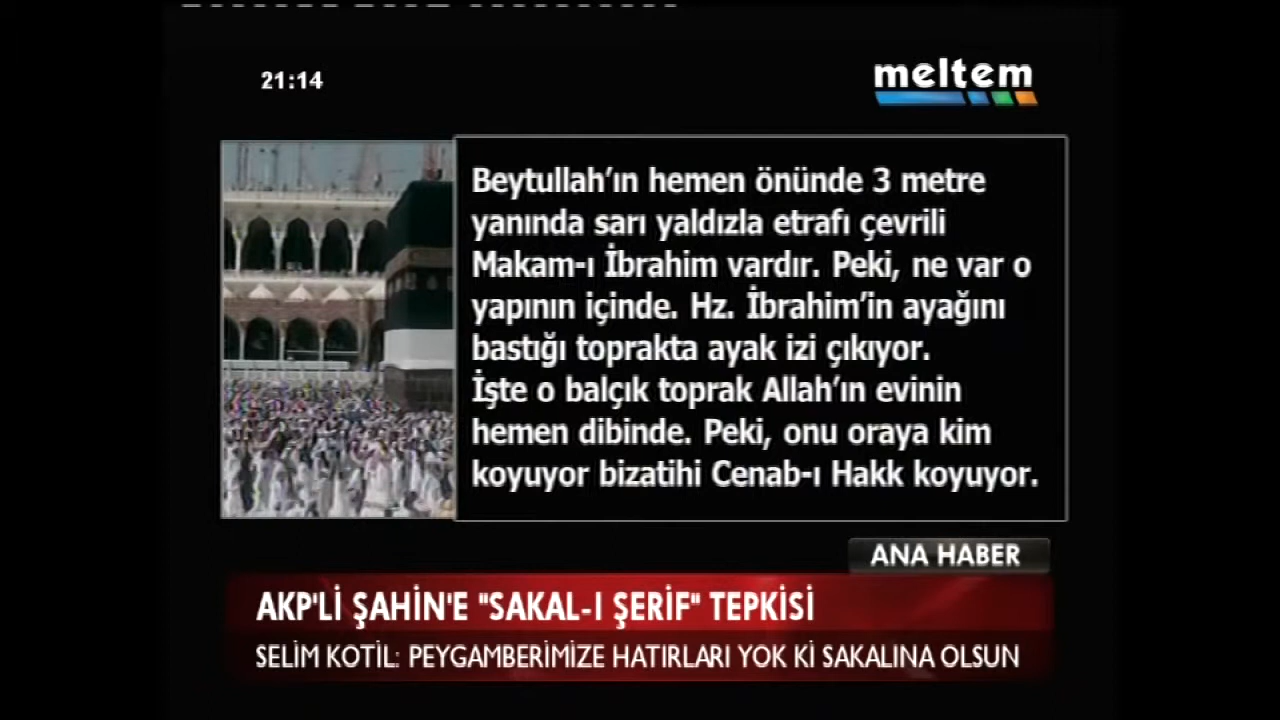 21:14
meltem
Beytullah’ın hemen önünde 3 metre
yanında sarı yaldızla etrafı çevrili
Makam-ı İbrahim vardır. Peki, ne var o
yapının içinde. Hz. İbrahim’in ayağını
bastığı toprakta ayak izi çıkıyor.
İşte o balçık toprak Allah’ın evinin
hemen dibinde. Peki, onu oraya kim
koyuyor bizatihi Cenab-ı Hakk koyuyor.
ANA HABER
AKP'Lİ ŞAHİN'E "SAKAL-I ŞERİF" TEPKİSİ
SELİM KOTİL: PEYGAMBERİMİZE HATIRLARI YOK Kİ SAKALINA OLSUN